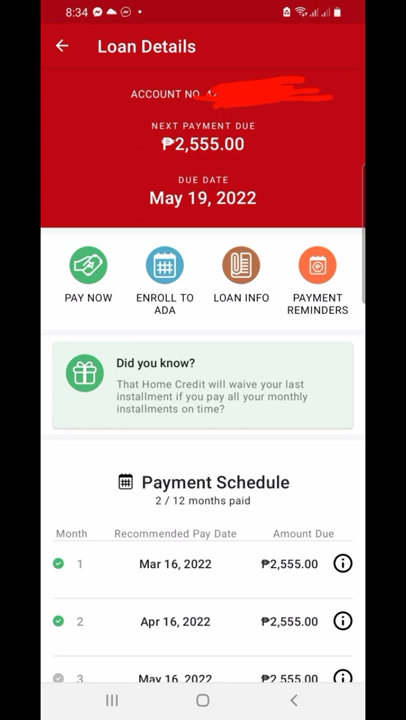 8:34
Loan Details
ACCOUNT NO.
NEXT PAYMENT DUE
₱2,555.00
DUE DATE
May 19, 2022
PAY NOW
ENROLL TO ADA
LOAN INFO
PAYMENT REMINDERS
Did you know?
That Home Credit will waive your last
installment if you pay all your monthly
installments on time?
Payment Schedule
2 / 12 months paid
Month Recommended Pay Date Amount Due
1 Mar 16, 2022 ₱2,555.00
2 Apr 16, 2022 ₱2,555.00
3 May 16, 2022 ₱2,555.00